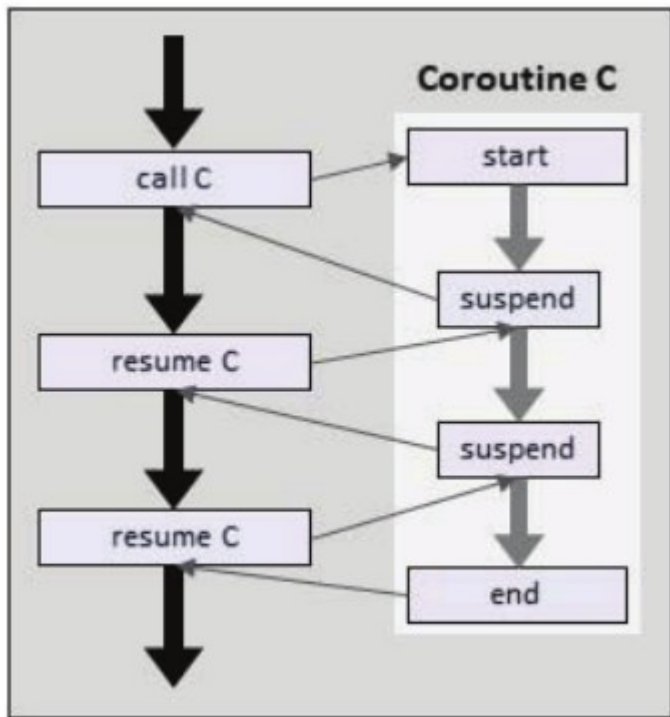 Coroutine C
call C
start
suspend
resume C
suspend
resume C
end